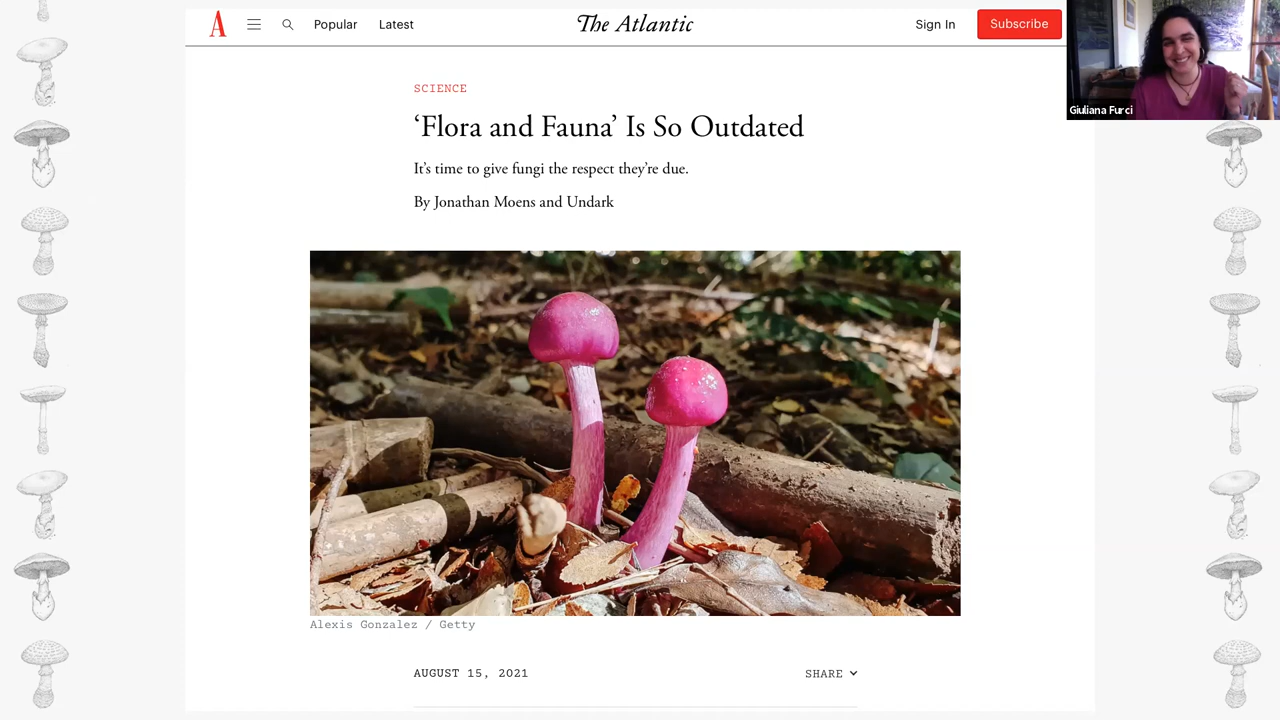 A
Popular
Latest
The Atlantic
Sign In
Subscribe
Giuliana Furci
SCIENCE
‘Flora and Fauna’ Is So Outdated
It’s time to give fungi the respect they’re due.
By Jonathan Moens and Undark
Alexis Gonzalez / Getty
AUGUST 15, 2021
SHARE